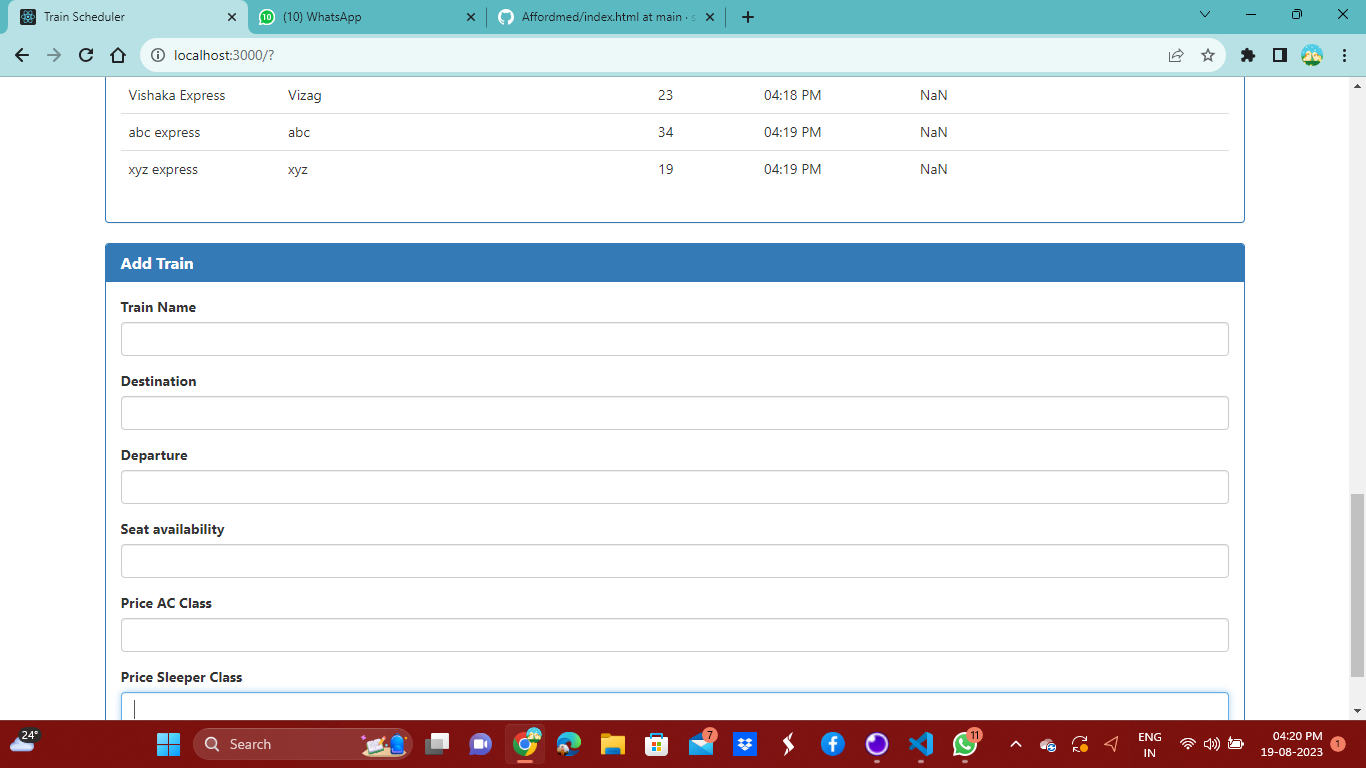 Train Scheduler
10 (10) WhatsApp
Affordmed/index.html at main · s
localhost:3000/?
Vishaka Express Vizag 23 04:18 PM NaN
abc express abc 34 04:19 PM NaN
xyz express xyz 19 04:19 PM NaN
Add Train
Train Name
Destination
Departure
Seat availability
Price AC Class
Price Sleeper Class
24°
Search
7
11
ENG
IN
04:20 PM
19-08-2023
1